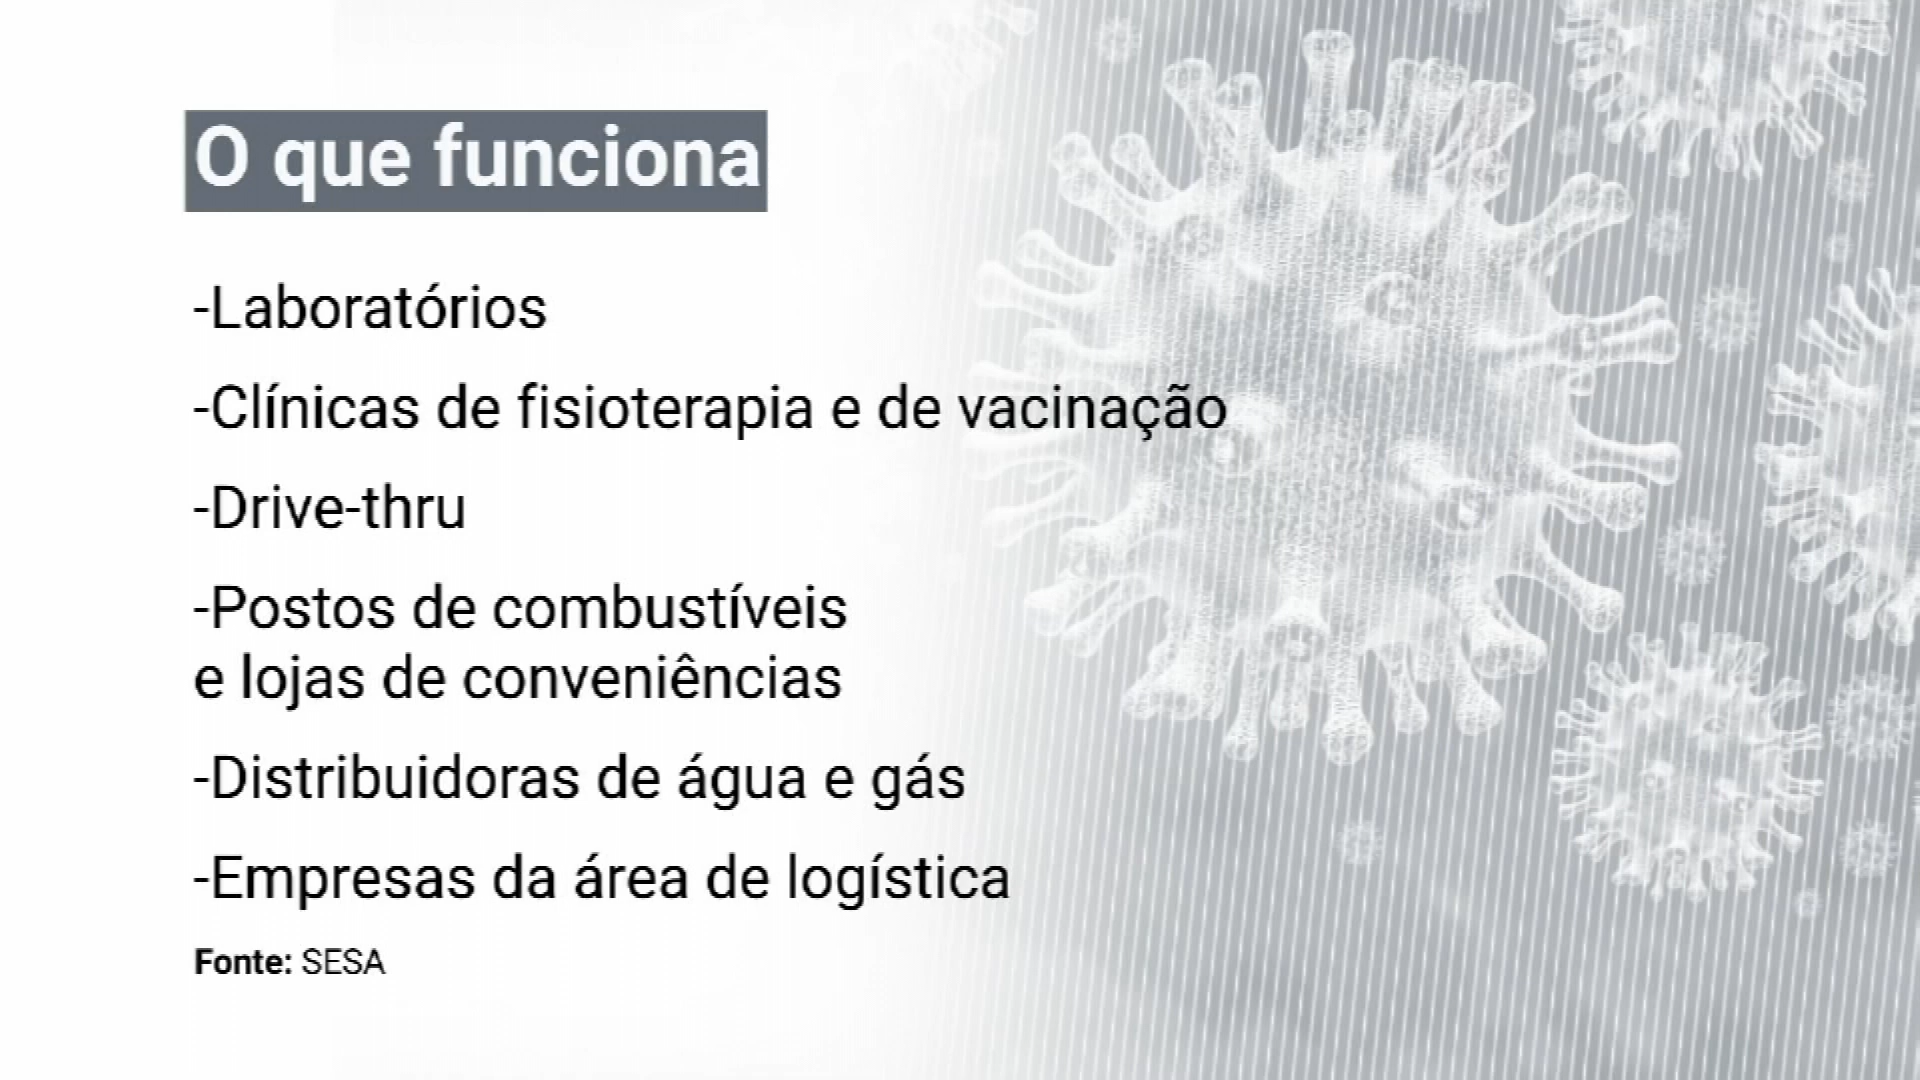 O que funciona
-Laboratórios
-Clínicas de fisioterapia e de vacinação
-Drive-thru
-Postos de combustíveis
e lojas de conveniências
-Distribuidoras de água e gás
-Empresas da área de logística
Fonte: SESA